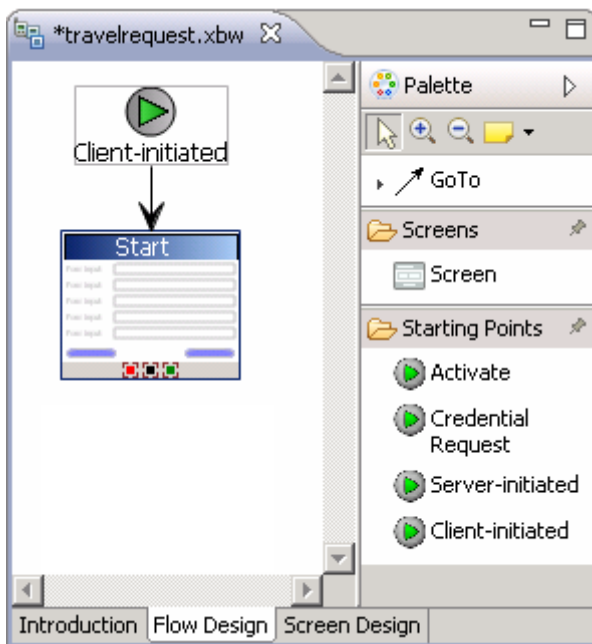 *travelrequest.xbw
Client-initiated
Start
Palette
GoTo
Screens
Screen
Starting Points
Activate
Credential
Request
Server-initiated
Client-initiated
Introduction
Flow Design
Screen Design